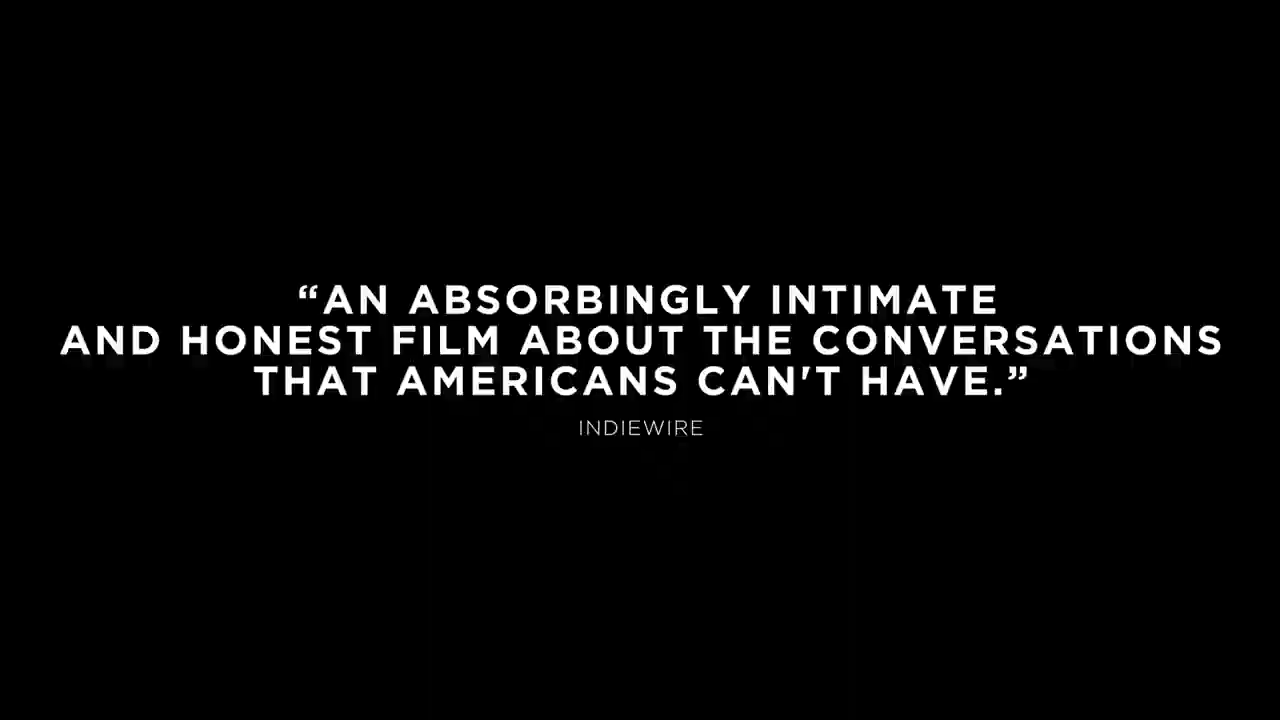 “AN ABSORBINGLY INTIMATE
AND HONEST FILM ABOUT THE CONVERSATIONS
THAT AMERICANS CAN'T HAVE.”
INDIEWIRE